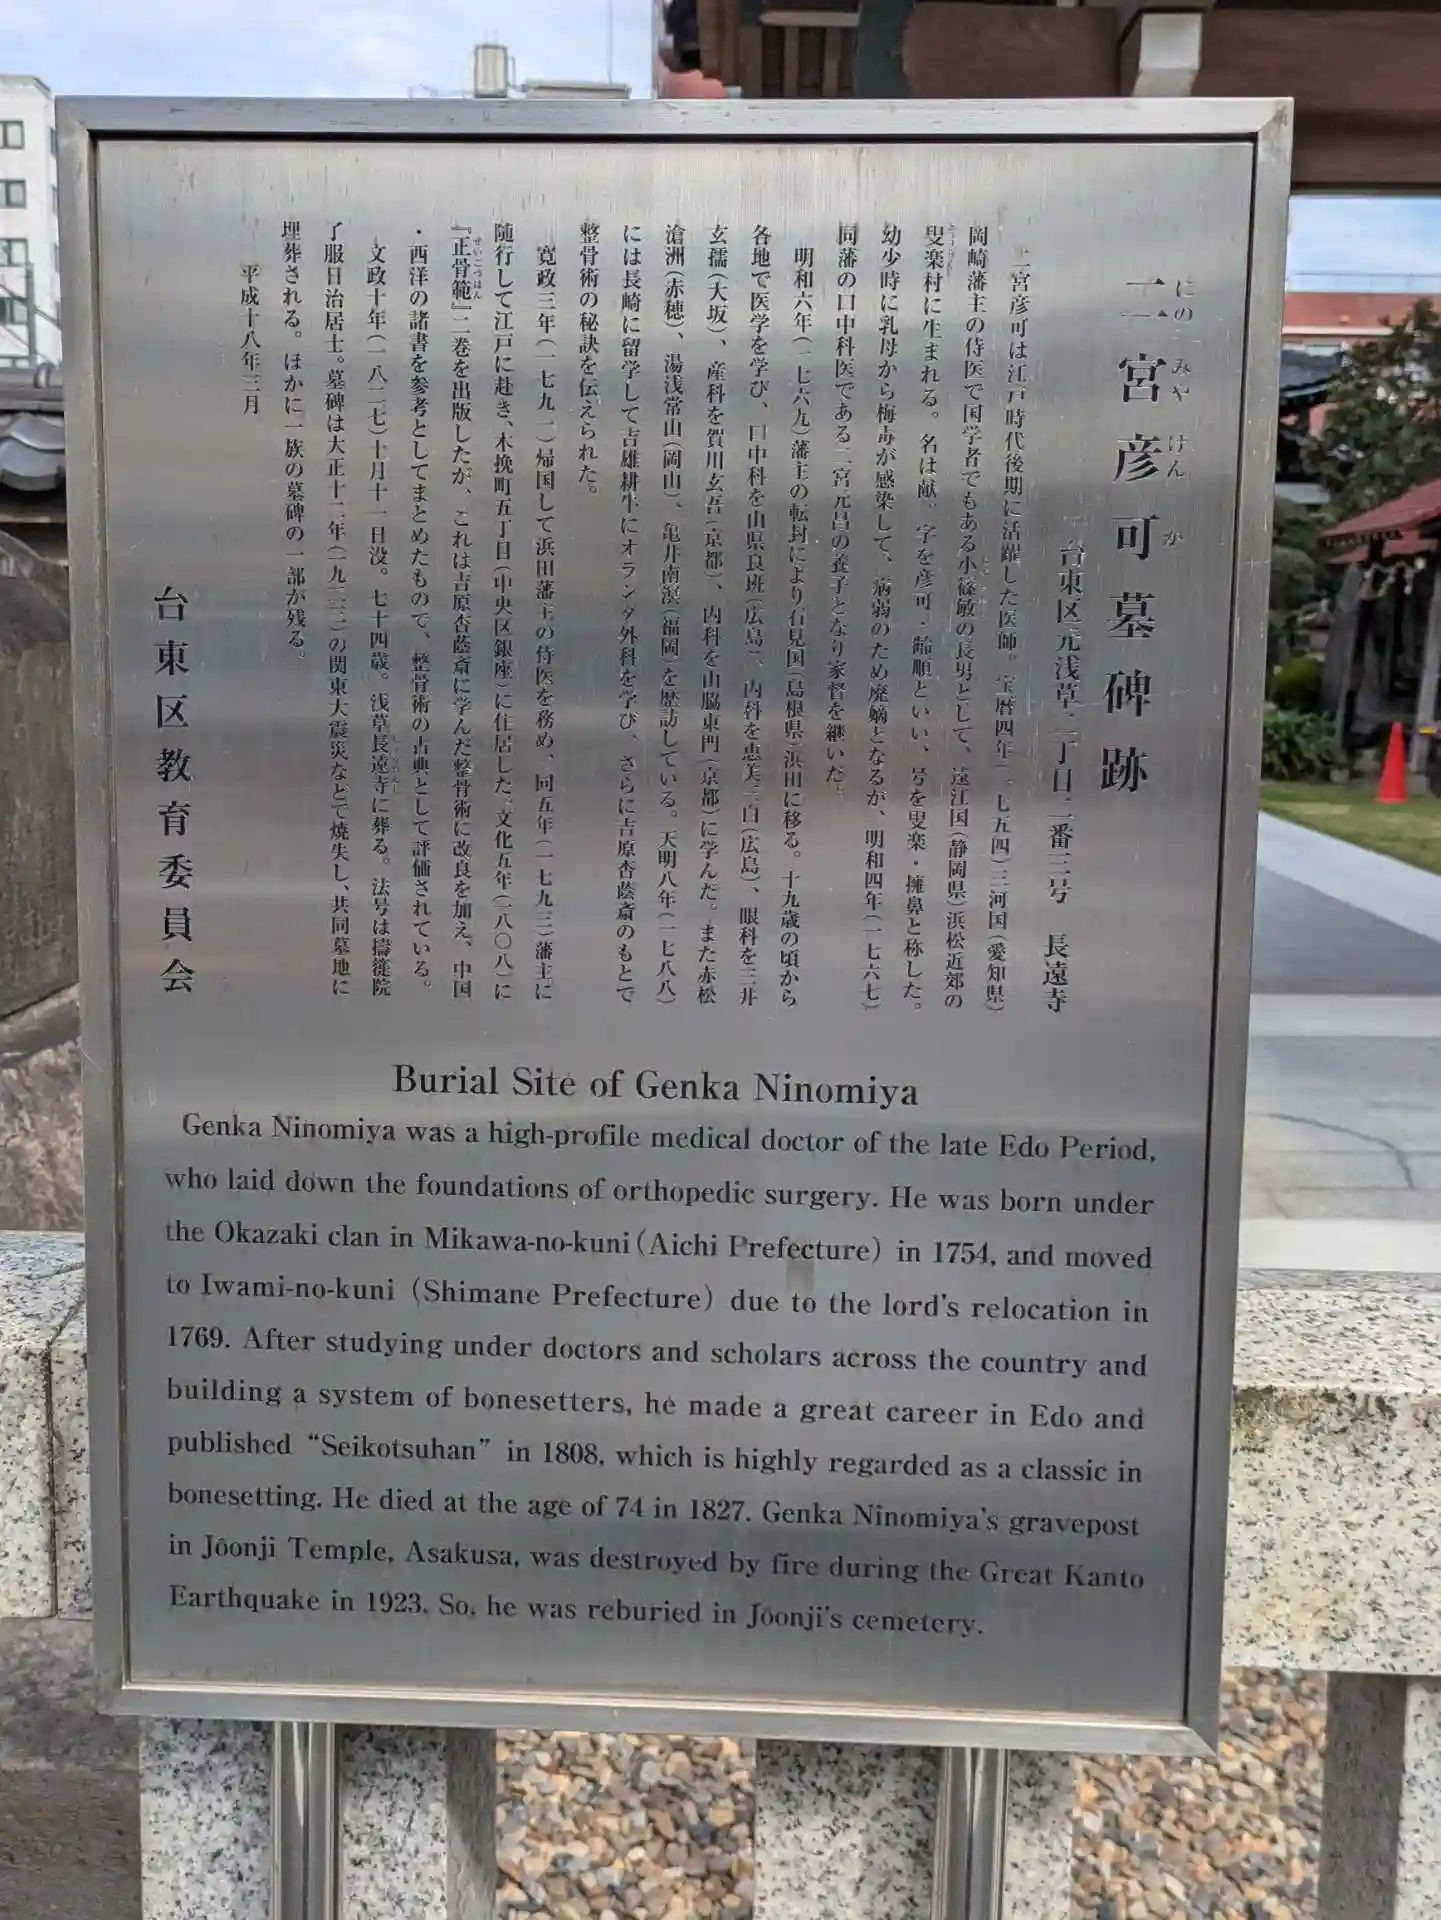 二宮彦可墓碑跡
にのみやけんか
台東区元浅草二丁目二番三号 長遠寺
二宮彦可は江戸時代後期に活躍した医師。宝暦四年(一七五四)三河国(愛知県)
岡崎藩主の侍医で国学者でもある小篠敏の長男として、遠江国(静岡県)浜松近郊の
叟楽村に生まれる。名は献。字を彦可・齢順といい、号を叟楽・擁鼻と称した。
幼少時に乳母から梅毒が感染して、病弱のため廃嫡となるが、明和四年(一七六七)
同藩の口中科医である二宮元昌の養子となり家督を継いだ。
明和六年(一七六九)藩主の転封により石見国(島根県)浜田に移る。十九歳の頃から
各地で医学を学び、口中科を山県良班(広島)、内科を恵美三白(広島)、眼科を三井
玄孺(大坂)、産科を賀川玄吾(京都)、内科を山脇東門(京都)に学んだ。また赤松
滄洲(赤穂)、湯浅常山(岡山)、亀井南溟(福岡)を歴訪している。天明八年(一七八八)
には長崎に留学して吉雄耕牛にオランダ外科を学び、さらに吉原杏蔭斎のもとで
整骨術の秘訣を伝えられた。
寛政三年(一七九一)帰国して浜田藩主の侍医を務め、同五年(一七九三)藩主に
随行して江戸に赴き、木挽町五丁目(中央区銀座)に住居した。文化五年(一八〇八)に
『正骨範』二巻を出版したが、これは吉原杏蔭斎に学んだ整骨術に改良を加え、中国
せいこつはん
・西洋の諸書を参考としてまとめたもので、整骨術の古典として評価されている。
文政十年(一八二七)十月十一日没。七十四歳。浅草長遠寺に葬る。法号は擣簁院
了服日治居士。墓碑は大正十二年(一九二三)の関東大震災などで焼失し、共同墓地に
埋葬される。ほかに一族の墓碑の一部が残る。
平成十八年三月
台東区教育委員会
Burial Site of Genka Ninomiya
Genka Ninomiya was a high-profile medical doctor of the late Edo Period,
who laid down the foundations of orthopedic surgery. He was born under
the Okazaki clan in Mikawa-no-kuni(Aichi Prefecture) in 1754, and moved
to Iwami-no-kuni (Shimane Prefecture) due to the lord's relocation in
1769. After studying under doctors and scholars across the country and
building a system of bonesetters, he made a great career in Edo and
published "Seikotsuhan" in 1808, which is highly regarded as a classic in
bonesetting. He died at the age of 74 in 1827. Genka Ninomiya's gravepost
in Jōonji Temple, Asakusa, was destroyed by fire during the Great Kanto
Earthquake in 1923. So, he was reburied in Jōonji's cemetery.